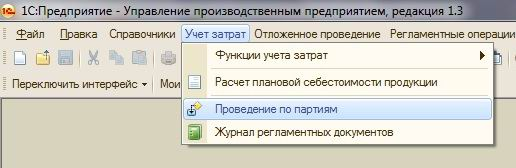 1С:Предприятие - Управление производственным предприятием, редакция 1.3
Файл Правка Справочники Учет затрат Отложенное проведение Регламентные операции
Функции учета затрат
Расчет плановой себестоимости продукции
Переключить интерфейс Мои
Проведение по партиям
Журнал регламентных документов